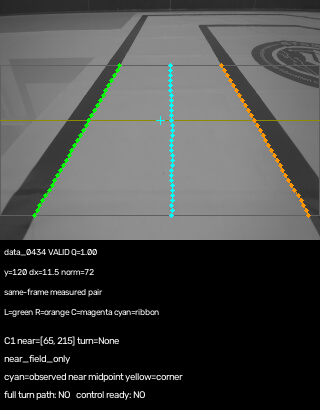 data_0434 VALID Q=1.00
y=120 dx=11.5 norm=72
same-frame measured pair
L=green R=orange C=magenta cyan=ribbon
C1 near=[65, 215] turn=None
near_field_only
cyan=observed near midpoint yellow=corner
full turn path: NO control ready: NO